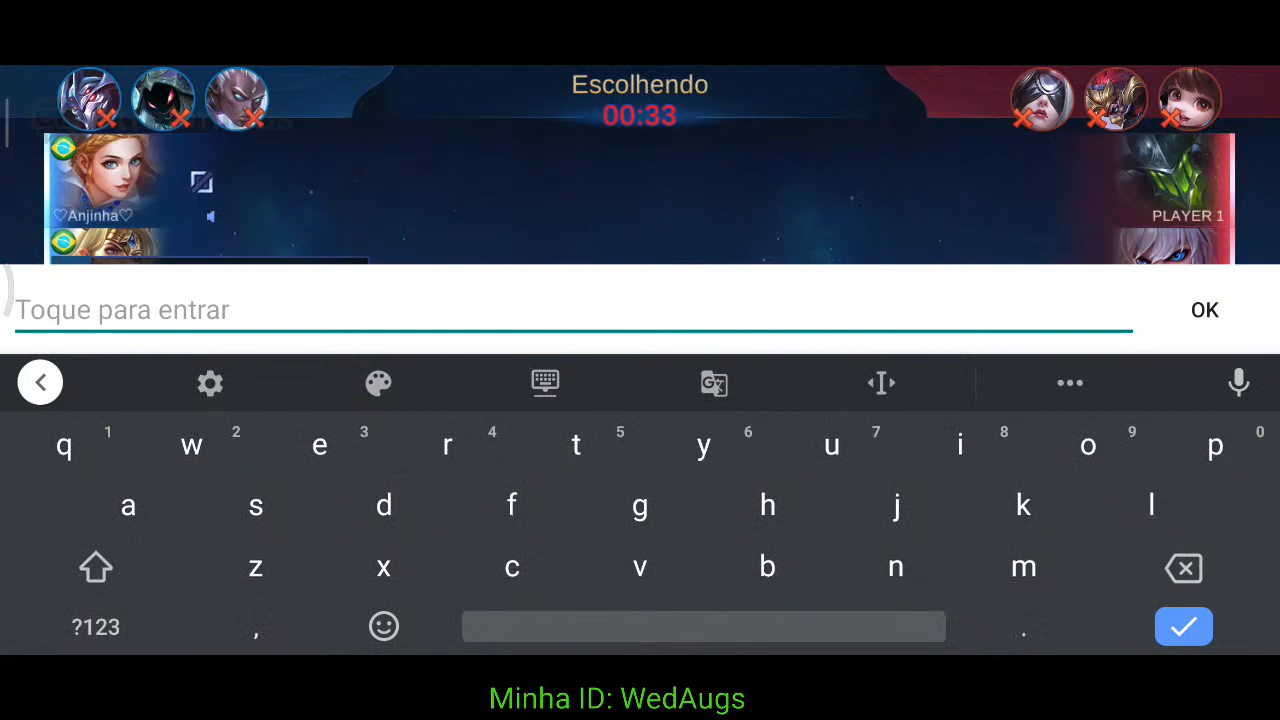 Escolhendo
00:33
♡Anjinha♡
PLAYER 1
Toque para entrar
OK
q 1 w 2 e 3 r 4 t 5 y 6 u 7 i 8 o 9 p 0
a s d f g h j k l
z x c v b n m
?123 , .
Minha ID: WedAugs